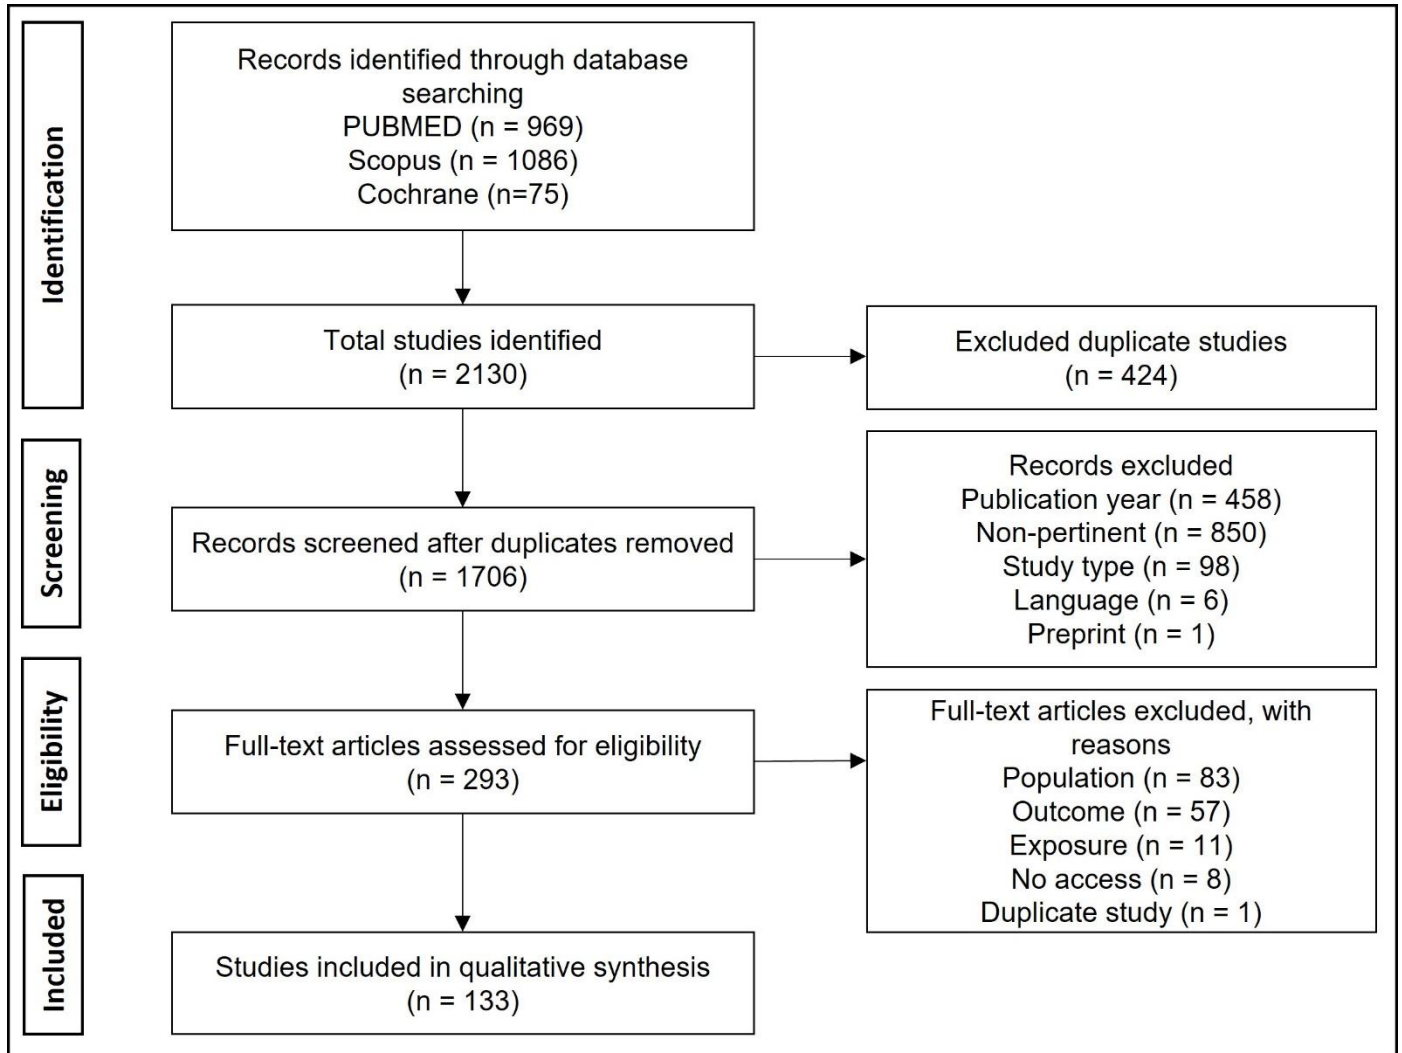 Identification
Records identified through database
searching
PUBMED (n = 969)
Scopus (n = 1086)
Cochrane (n=75)
Total studies identified
(n = 2130)
Excluded duplicate studies
(n = 424)
Screening
Records screened after duplicates removed
(n = 1706)
Records excluded
Publication year (n = 458)
Non-pertinent (n = 850)
Study type (n = 98)
Language (n = 6)
Preprint (n = 1)
Eligibility
Full-text articles assessed for eligibility
(n = 293)
Full-text articles excluded, with
reasons
Population (n = 83)
Outcome (n = 57)
Exposure (n = 11)
No access (n = 8)
Duplicate study (n = 1)
Included
Studies included in qualitative synthesis
(n = 133)